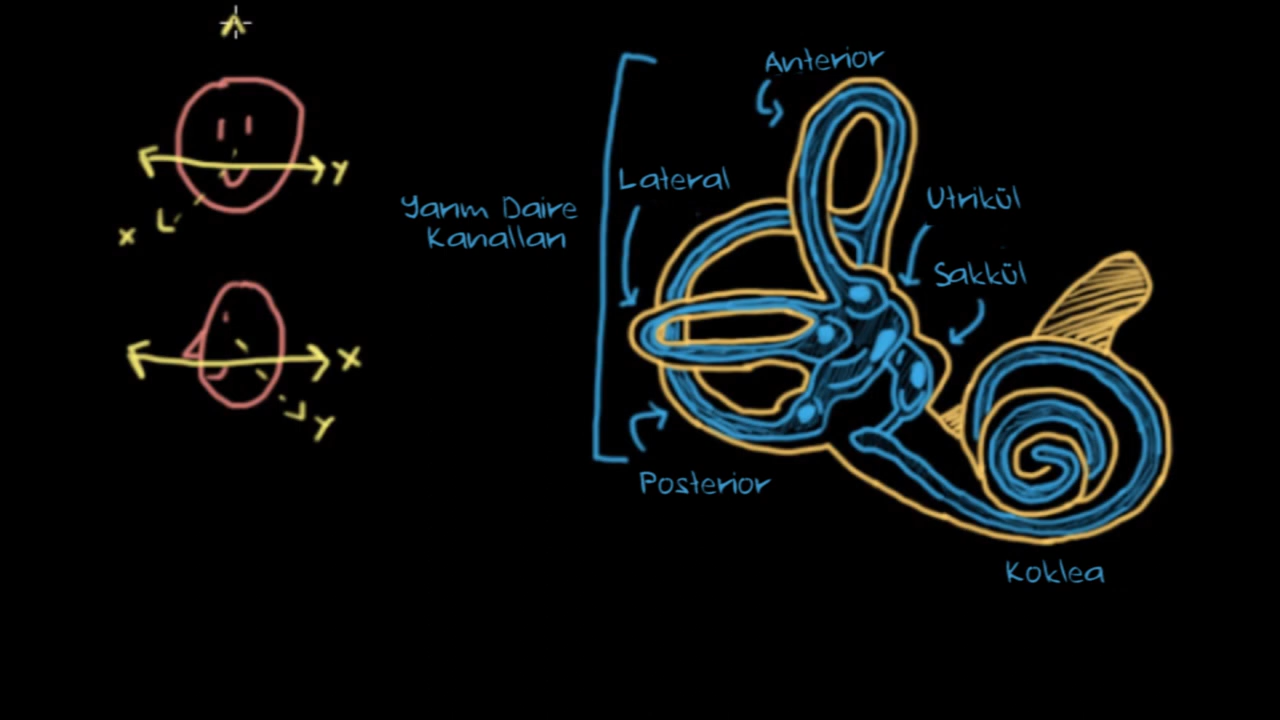 Anterior
Lateral
Yarım Daire
Kanalları
Utrikül
Sakkül
Posterior
Koklea
y
x
x
y